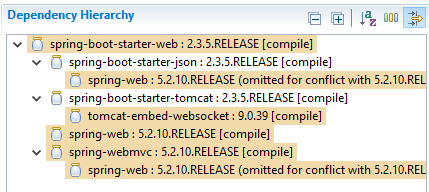 Dependency Hierarchy
spring-boot-starter-web : 2.3.5.RELEASE [compile]
spring-boot-starter-json : 2.3.5.RELEASE [compile]
spring-web : 5.2.10.RELEASE (omitted for conflict with 5.2.10.REL
spring-boot-starter-tomcat : 2.3.5.RELEASE [compile]
tomcat-embed-websocket : 9.0.39 [compile]
spring-web : 5.2.10.RELEASE [compile]
spring-webmvc : 5.2.10.RELEASE [compile]
spring-web : 5.2.10.RELEASE (omitted for conflict with 5.2.10.REL